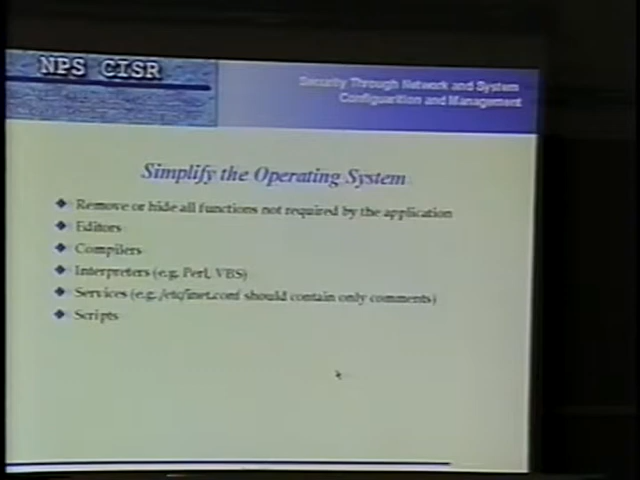 NPS CISR
Security Through Network and System
Configuartion and Management
Simplify the Operating System
Remove or hide all functions not required by the application
Editors
Compilers
Interpreters (e.g. Perl, VBS)
Services (e.g. /etc/inet.conf should contain only comments)
Scripts